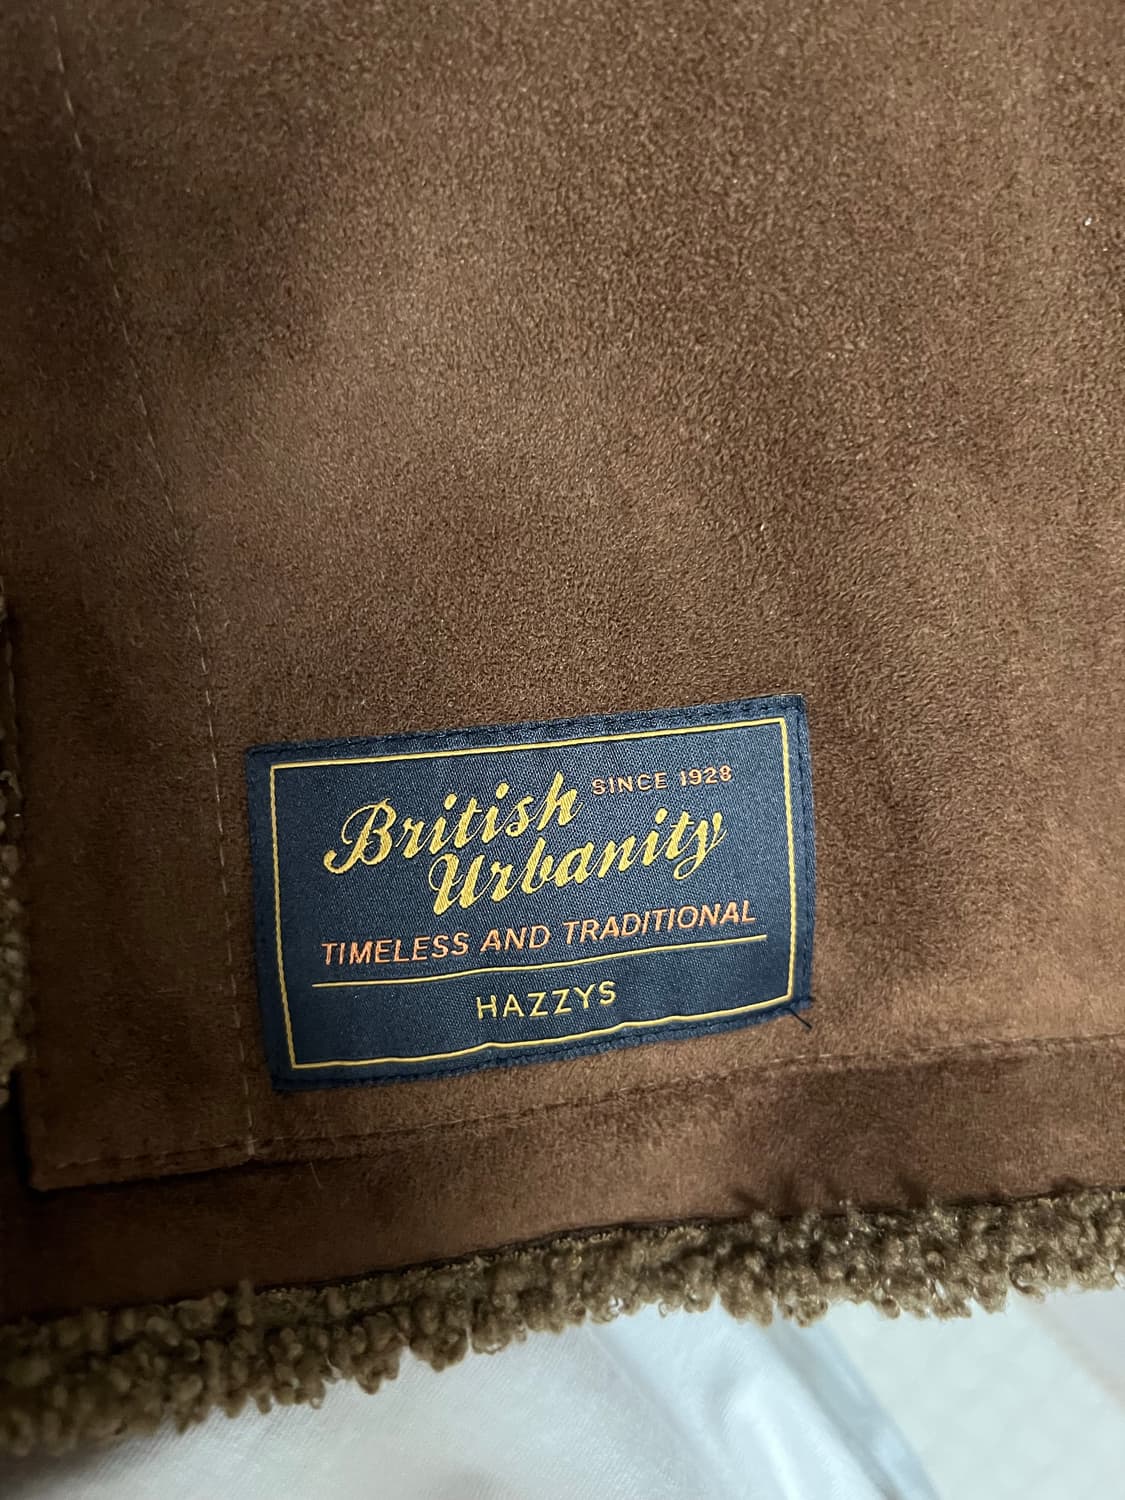 SINCE 1928
British
Urbanity
TIMELESS AND TRADITIONAL
HAZZYS